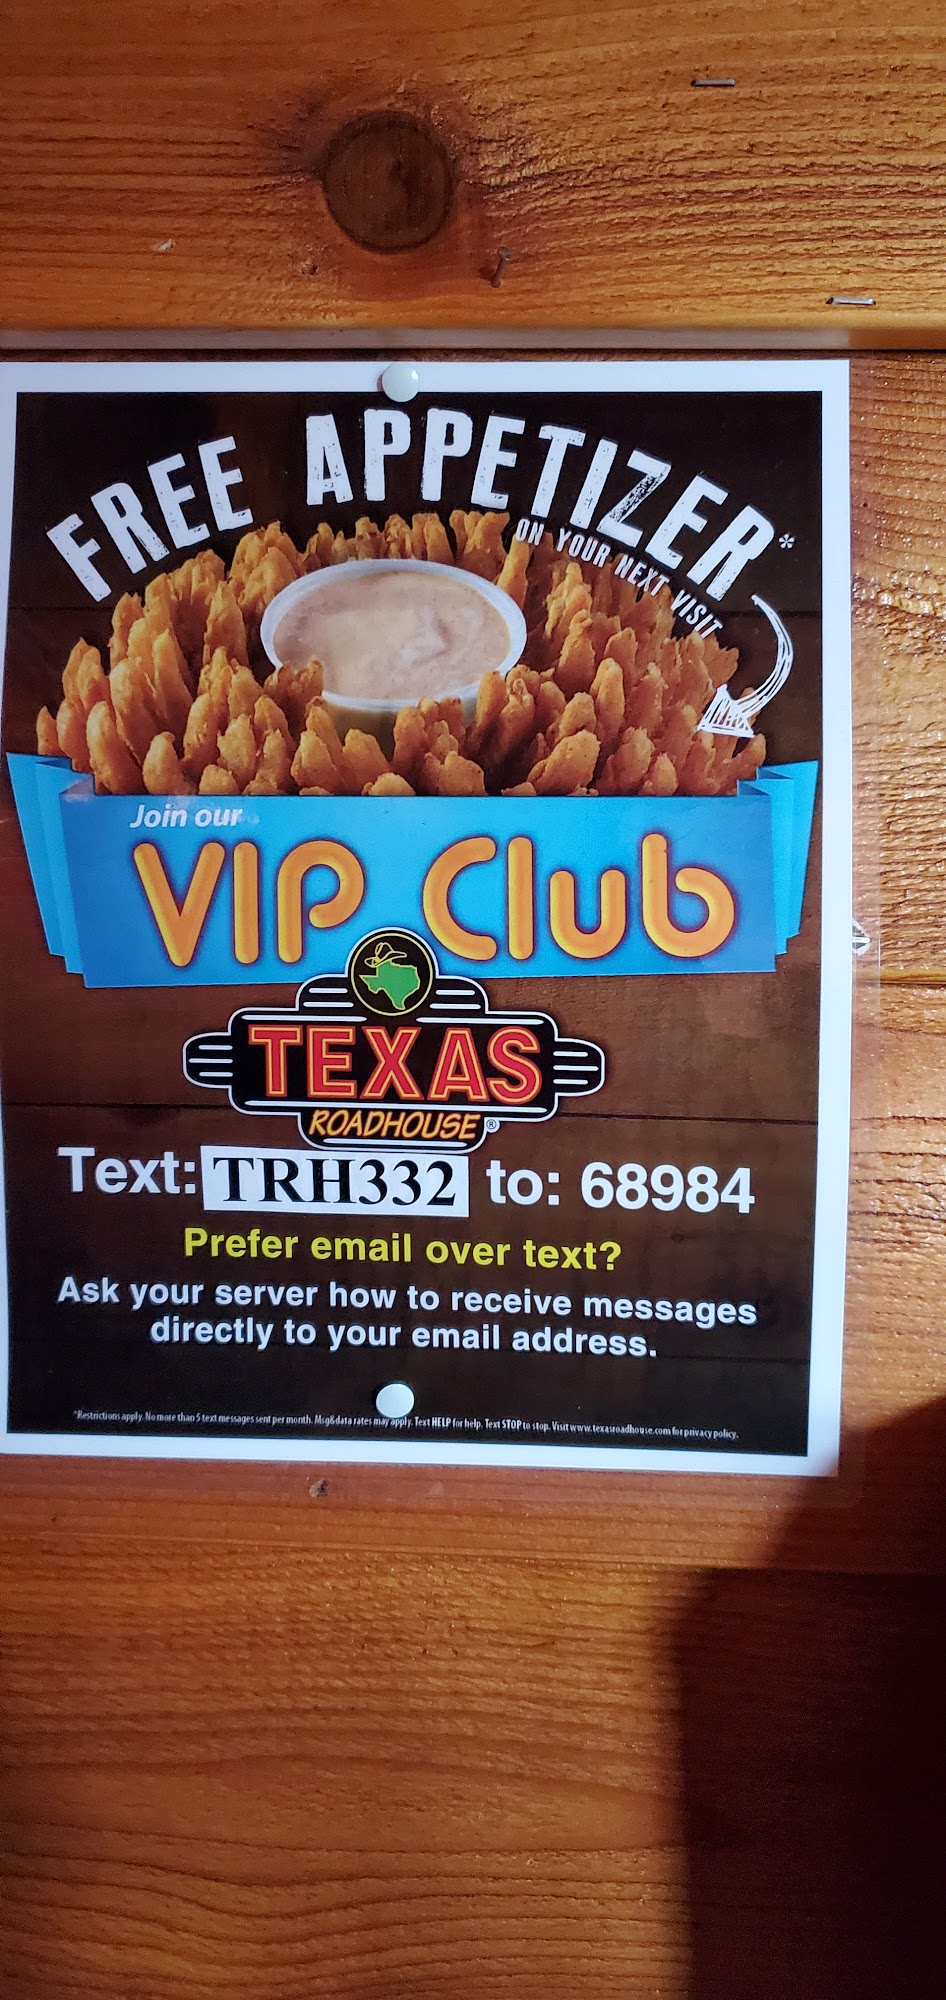 FREE APPETIZER*
ON YOUR NEXT VISIT
Join our
VIP Club
TEXAS
ROADHOUSE®
Text: TRH332 to: 68984
Prefer email over text?
Ask your server how to receive messages
directly to your email address.
*Restrictions apply. No more than 5 text messages sent per month. Msg&data rates may apply. Text HELP for help. Text STOP to stop. Visit www.texasroadhouse.com for privacy policy.